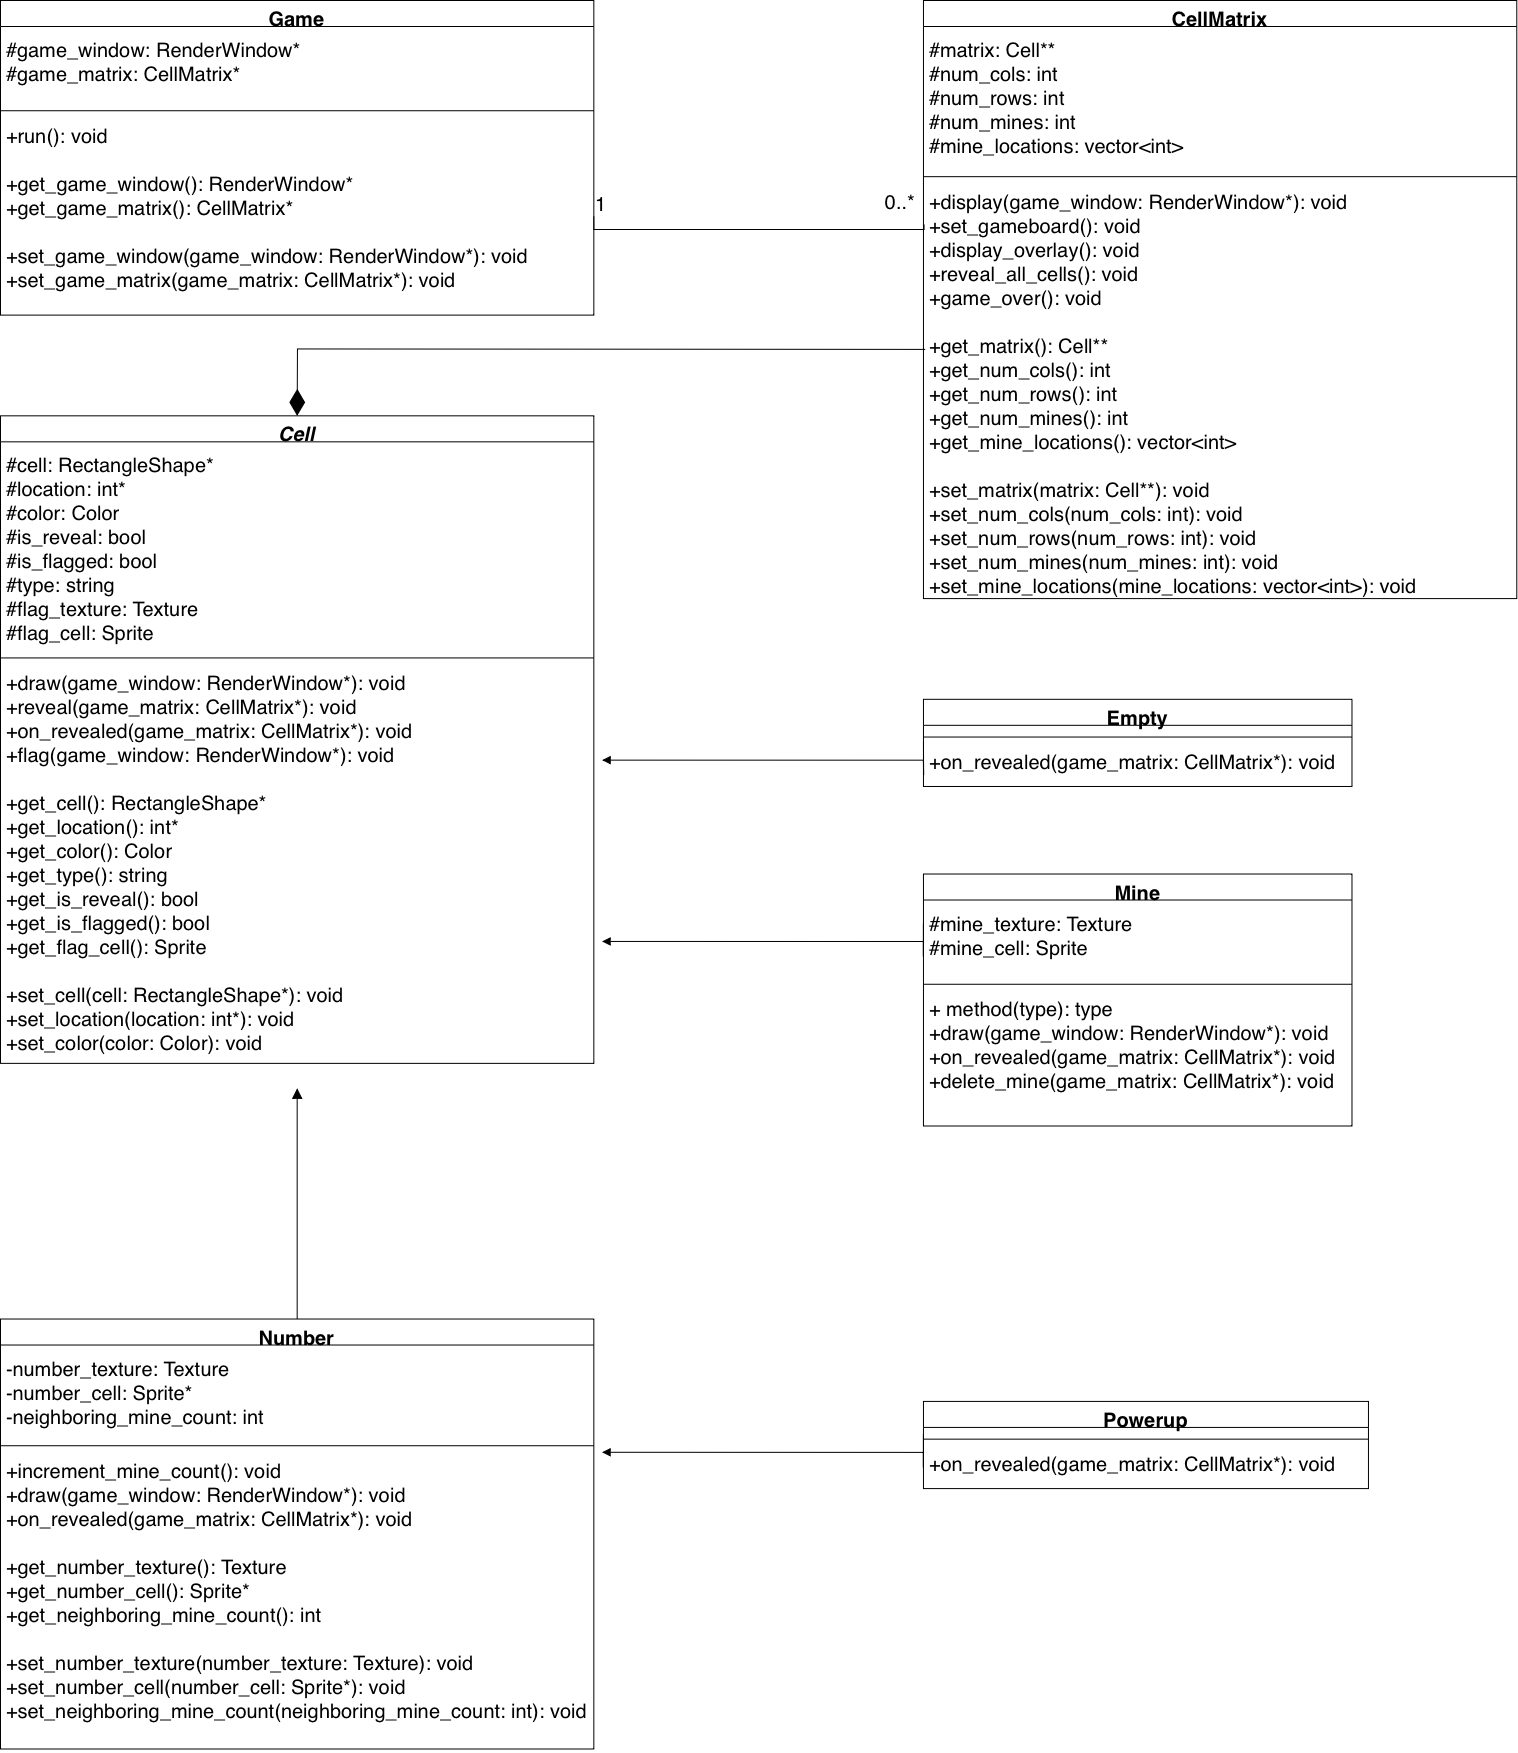 Game
#game_window: RenderWindow*
#game_matrix: CellMatrix*
+run(): void
+get_game_window(): RenderWindow*
+get_game_matrix(): CellMatrix*
+set_game_window(game_window: RenderWindow*): void
+set_game_matrix(game_matrix: CellMatrix*): void
1
0..*
CellMatrix
#matrix: Cell**
#num_cols: int
#num_rows: int
#num_mines: int
#mine_locations: vector<int>
+display(game_window: RenderWindow*): void
+set_gameboard(): void
+display_overlay(): void
+reveal_all_cells(): void
+game_over(): void
+get_matrix(): Cell**
+get_num_cols(): int
+get_num_rows(): int
+get_num_mines(): int
+get_mine_locations(): vector<int>
+set_matrix(matrix: Cell**): void
+set_num_cols(num_cols: int): void
+set_num_rows(num_rows: int): void
+set_num_mines(num_mines: int): void
+set_mine_locations(mine_locations: vector<int>): void
Cell
#cell: RectangleShape*
#location: int*
#color: Color
#is_reveal: bool
#is_flagged: bool
#type: string
#flag_texture: Texture
#flag_cell: Sprite
+draw(game_window: RenderWindow*): void
+reveal(game_matrix: CellMatrix*): void
+on_revealed(game_matrix: CellMatrix*): void
+flag(game_window: RenderWindow*): void
+get_cell(): RectangleShape*
+get_location(): int*
+get_color(): Color
+get_type(): string
+get_is_reveal(): bool
+get_is_flagged(): bool
+get_flag_cell(): Sprite
+set_cell(cell: RectangleShape*): void
+set_location(location: int*): void
+set_color(color: Color): void
Empty
+on_revealed(game_matrix: CellMatrix*): void
Mine
#mine_texture: Texture
#mine_cell: Sprite
+ method(type): type
+draw(game_window: RenderWindow*): void
+on_revealed(game_matrix: CellMatrix*): void
+delete_mine(game_matrix: CellMatrix*): void
Number
-number_texture: Texture
-number_cell: Sprite*
-neighboring_mine_count: int
+increment_mine_count(): void
+draw(game_window: RenderWindow*): void
+on_revealed(game_matrix: CellMatrix*): void
+get_number_texture(): Texture
+get_number_cell(): Sprite*
+get_neighboring_mine_count(): int
+set_number_texture(number_texture: Texture): void
+set_number_cell(number_cell: Sprite*): void
+set_neighboring_mine_count(neighboring_mine_count: int): void
Powerup
+on_revealed(game_matrix: CellMatrix*): void